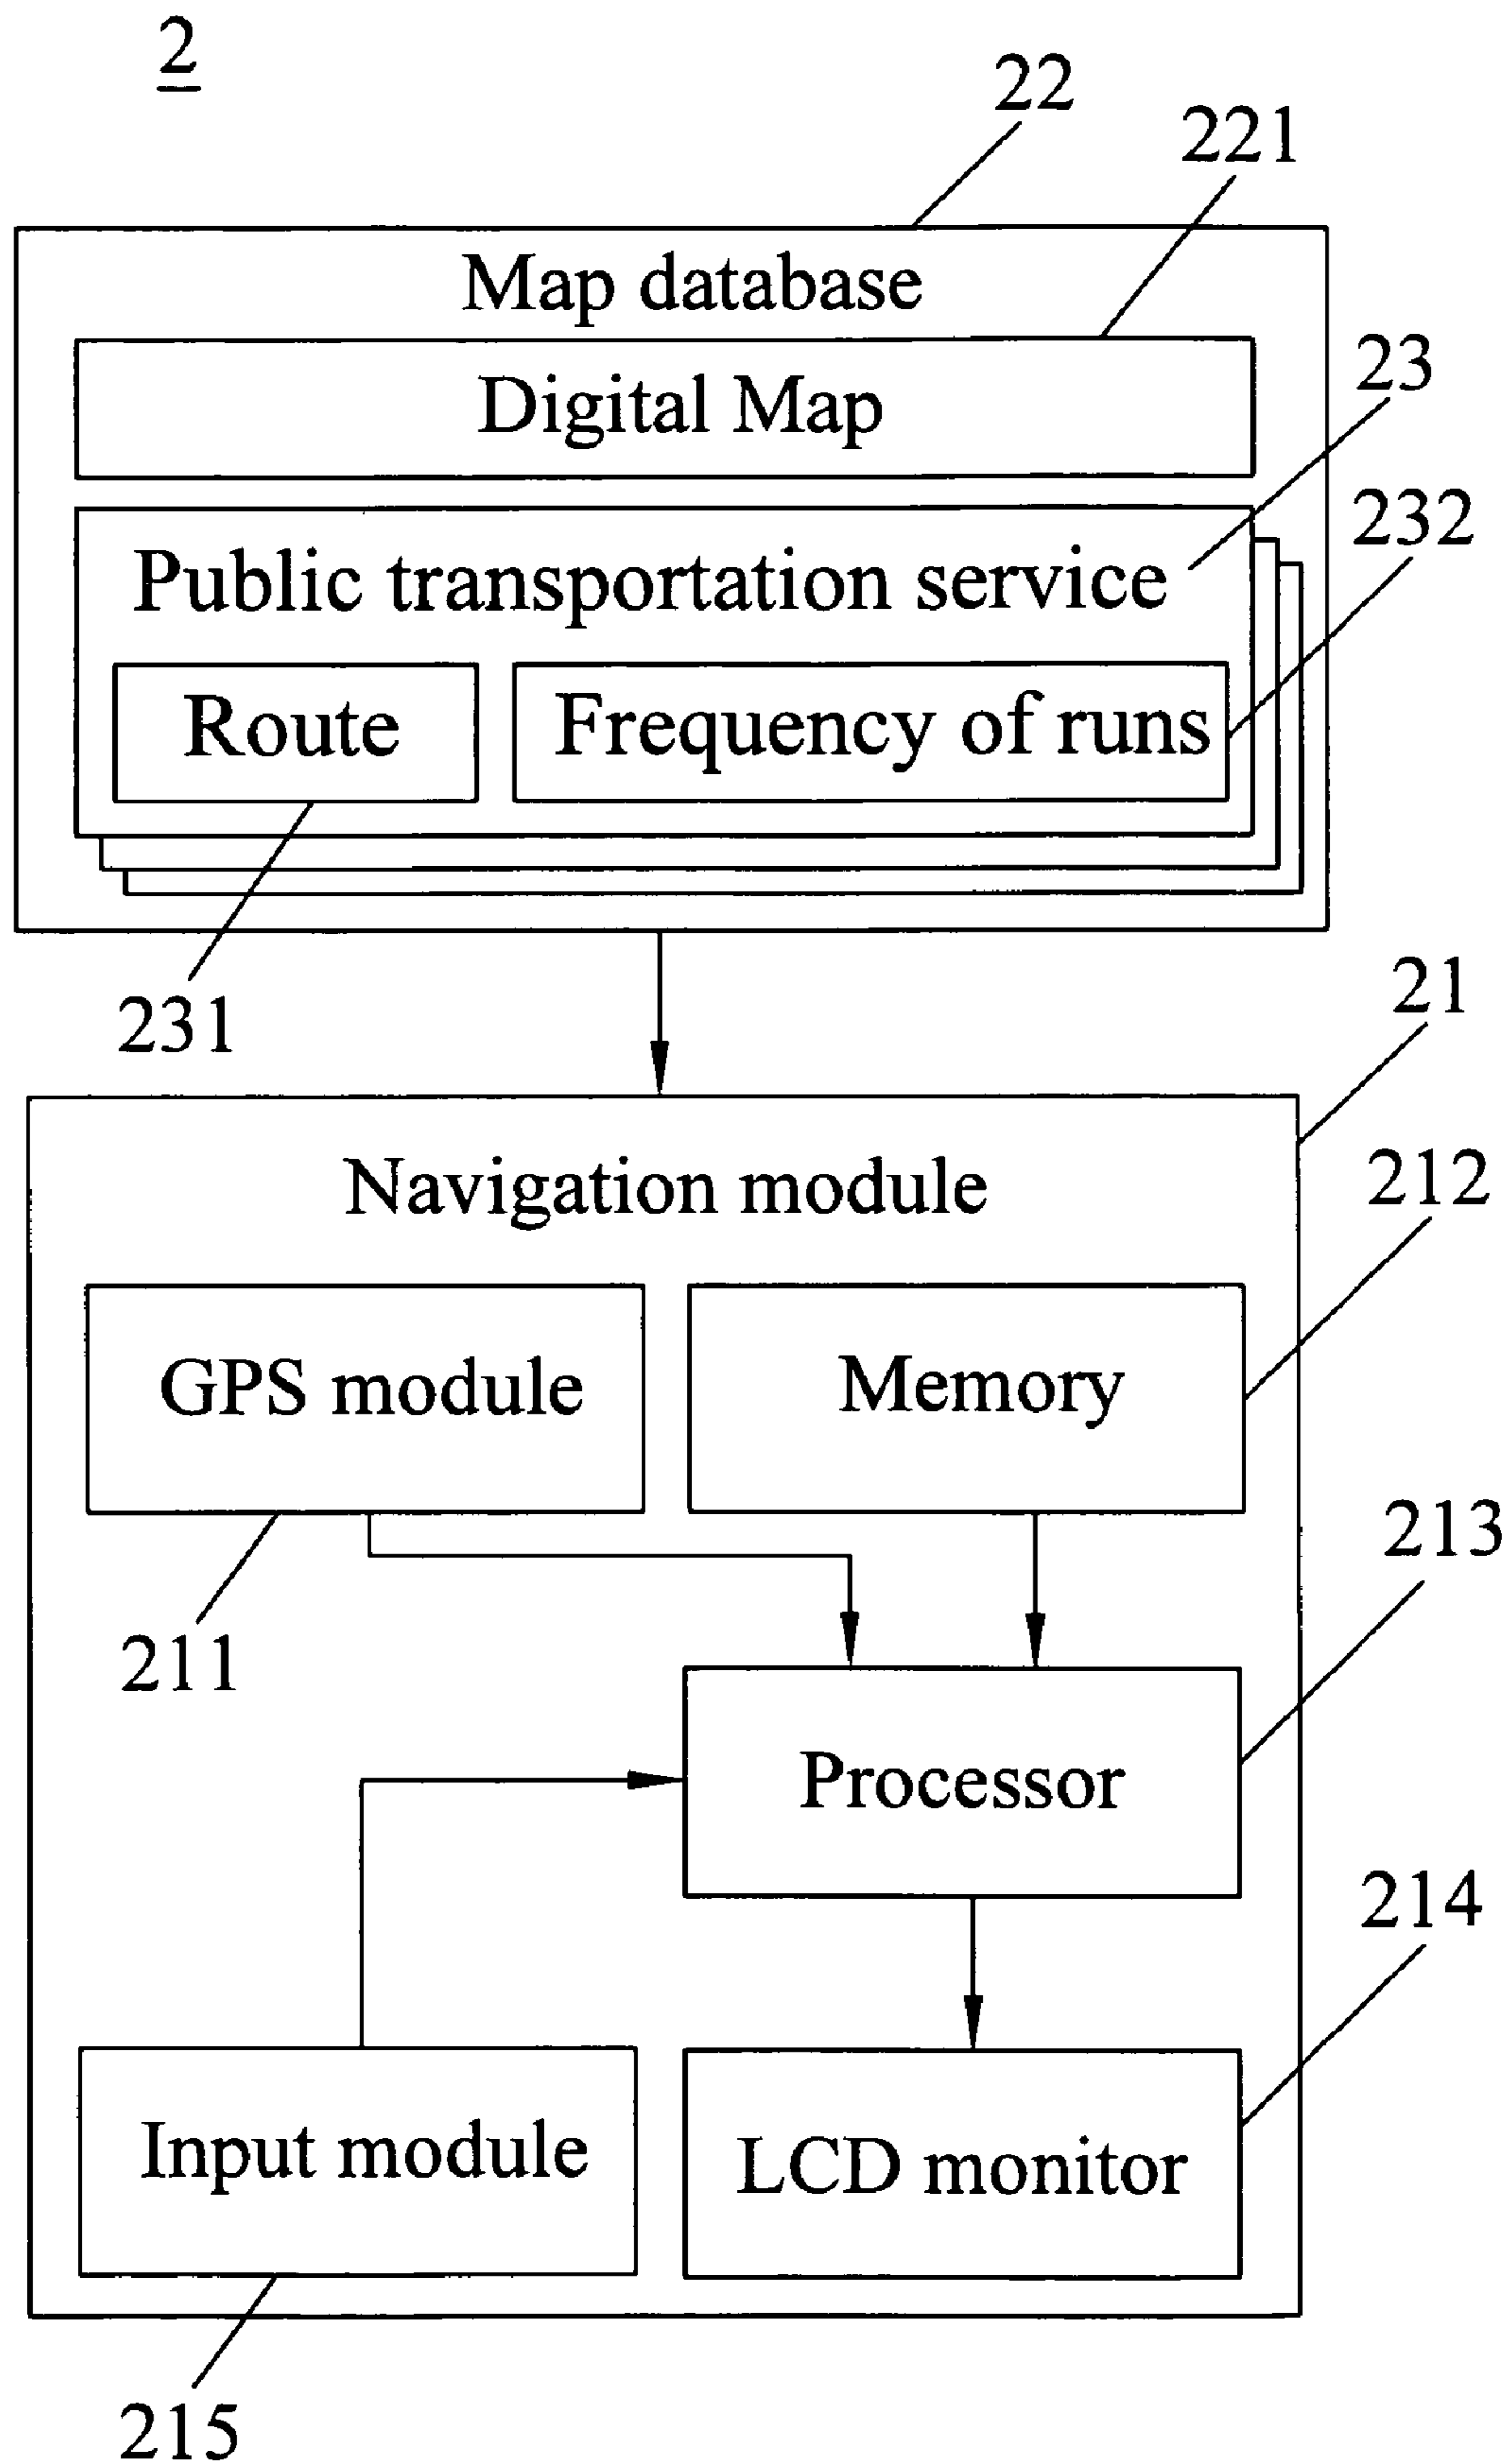 2
22
221
Map database
Digital Map
23
232
Public transportation service
Route
Frequency of runs
231
21
Navigation module
212
GPS module
Memory
213
211
Processor
214
Input module
LCD monitor
215